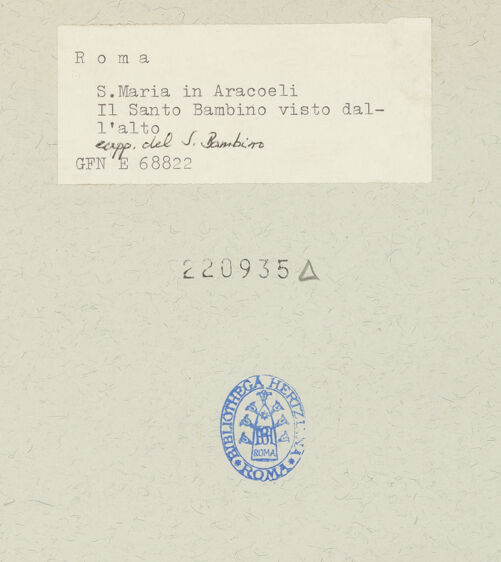 Roma
S.Maria in Aracoeli
Il Santo Bambino visto dal-
l'alto
capp. del S. Bambino
GFN E 68822
220935
BIBLIOTHECA HERTZIANA
ROMA
ROMA